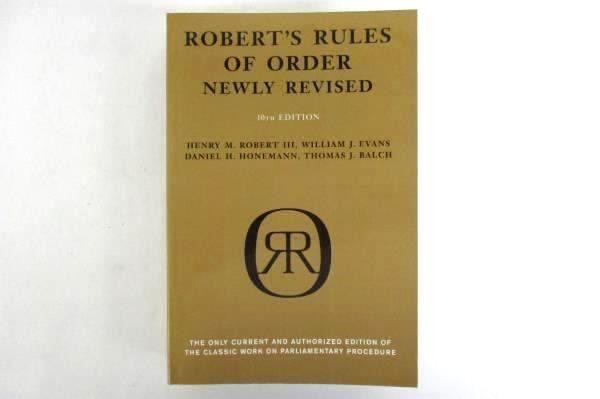 ROBERT'S RULES
OF ORDER
NEWLY REVISED
10TH EDITION
HENRY M. ROBERT III, WILLIAM J. EVANS
DANIEL H. HONEMANN, THOMAS J. BALCH
ROR
THE ONLY CURRENT AND AUTHORIZED EDITION OF
THE CLASSIC WORK ON PARLIAMENTARY PROCEDURE